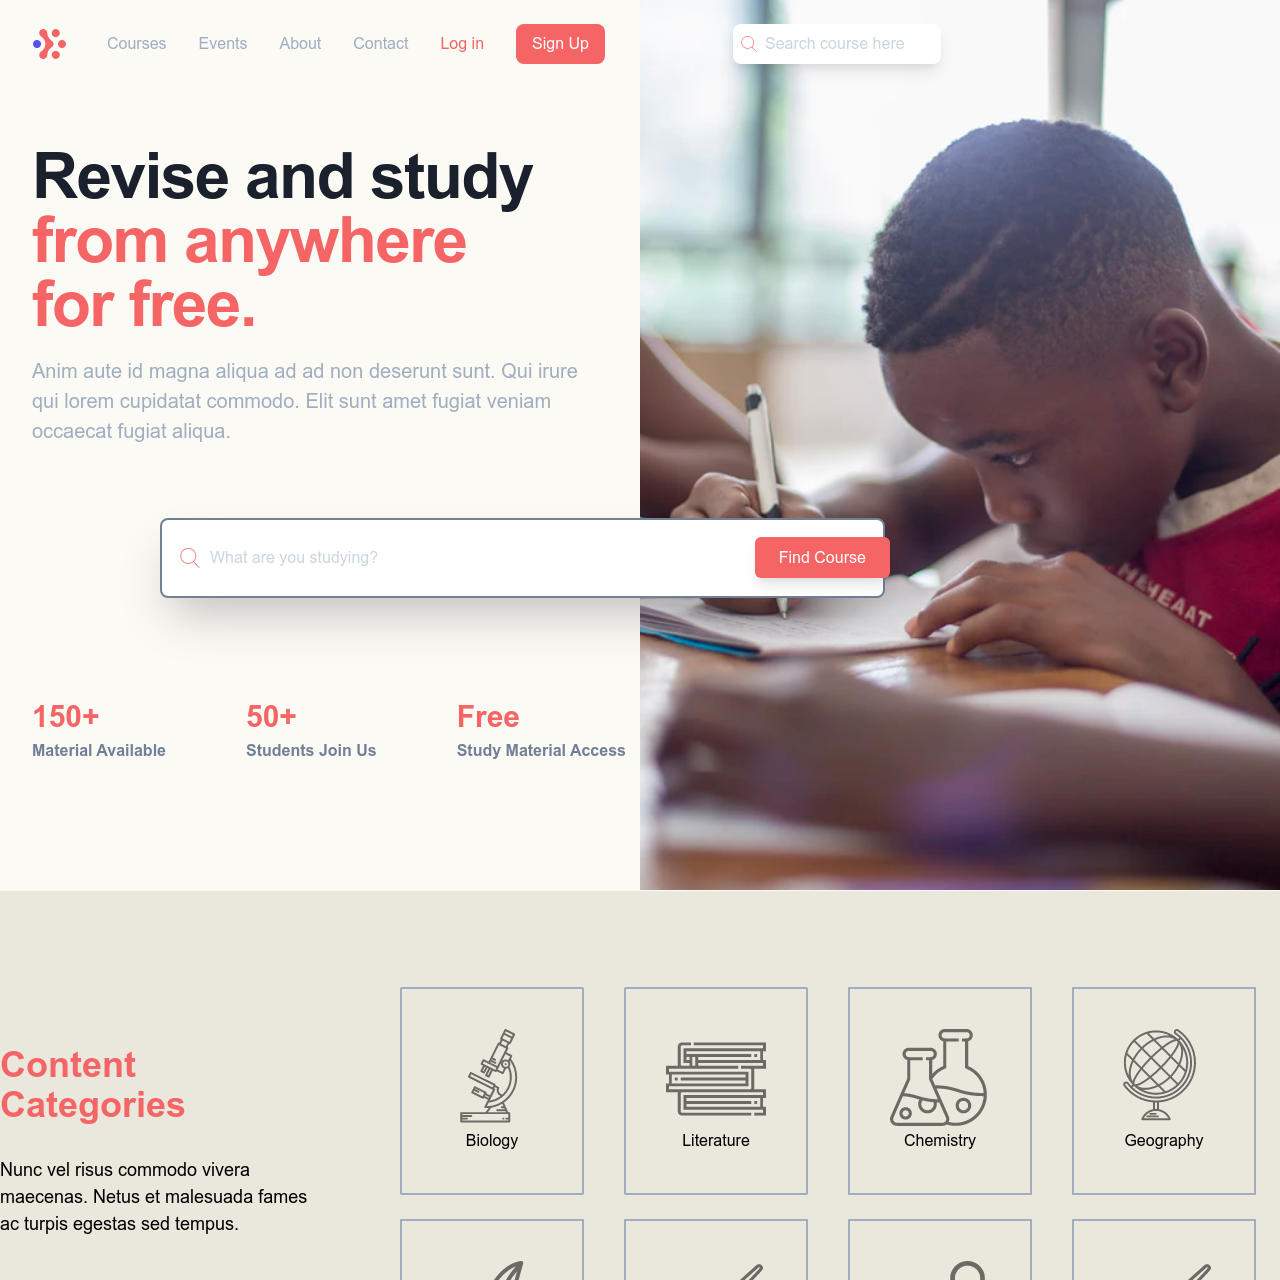 Courses
Events
About
Contact
Log in
Sign Up
Search course here
Revise and study
from anywhere
for free.
Anim aute id magna aliqua ad ad non deserunt sunt. Qui irure
qui lorem cupidatat commodo. Elit sunt amet fugiat veniam
occaecat fugiat aliqua.
What are you studying?
Find Course
HEHEAAT
150+
Material Available
50+
Students Join Us
Free
Study Material Access
Content
Categories
Nunc vel risus commodo vivera
maecenas. Netus et malesuada fames
ac turpis egestas sed tempus.
Biology
Literature
Chemistry
Geography